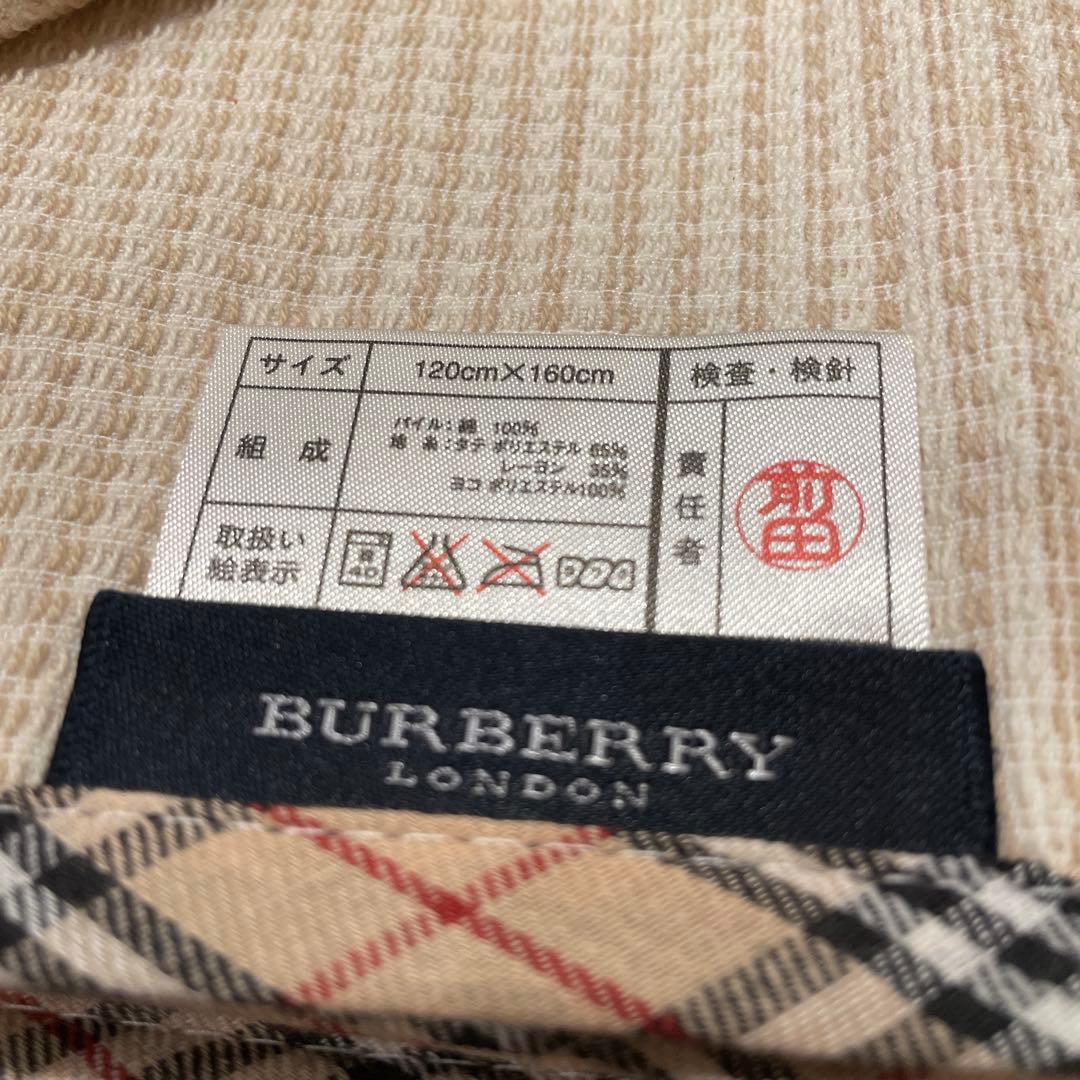 サイズ 120cm×160cm 検査・検針
組成 パイル:綿 100%
地 糸:タテ ポリエステル 65%
レーヨン 35%
ヨコ ポリエステル100%
責任者 前田
取扱い
絵表示
40
BURBERRY
LONDON